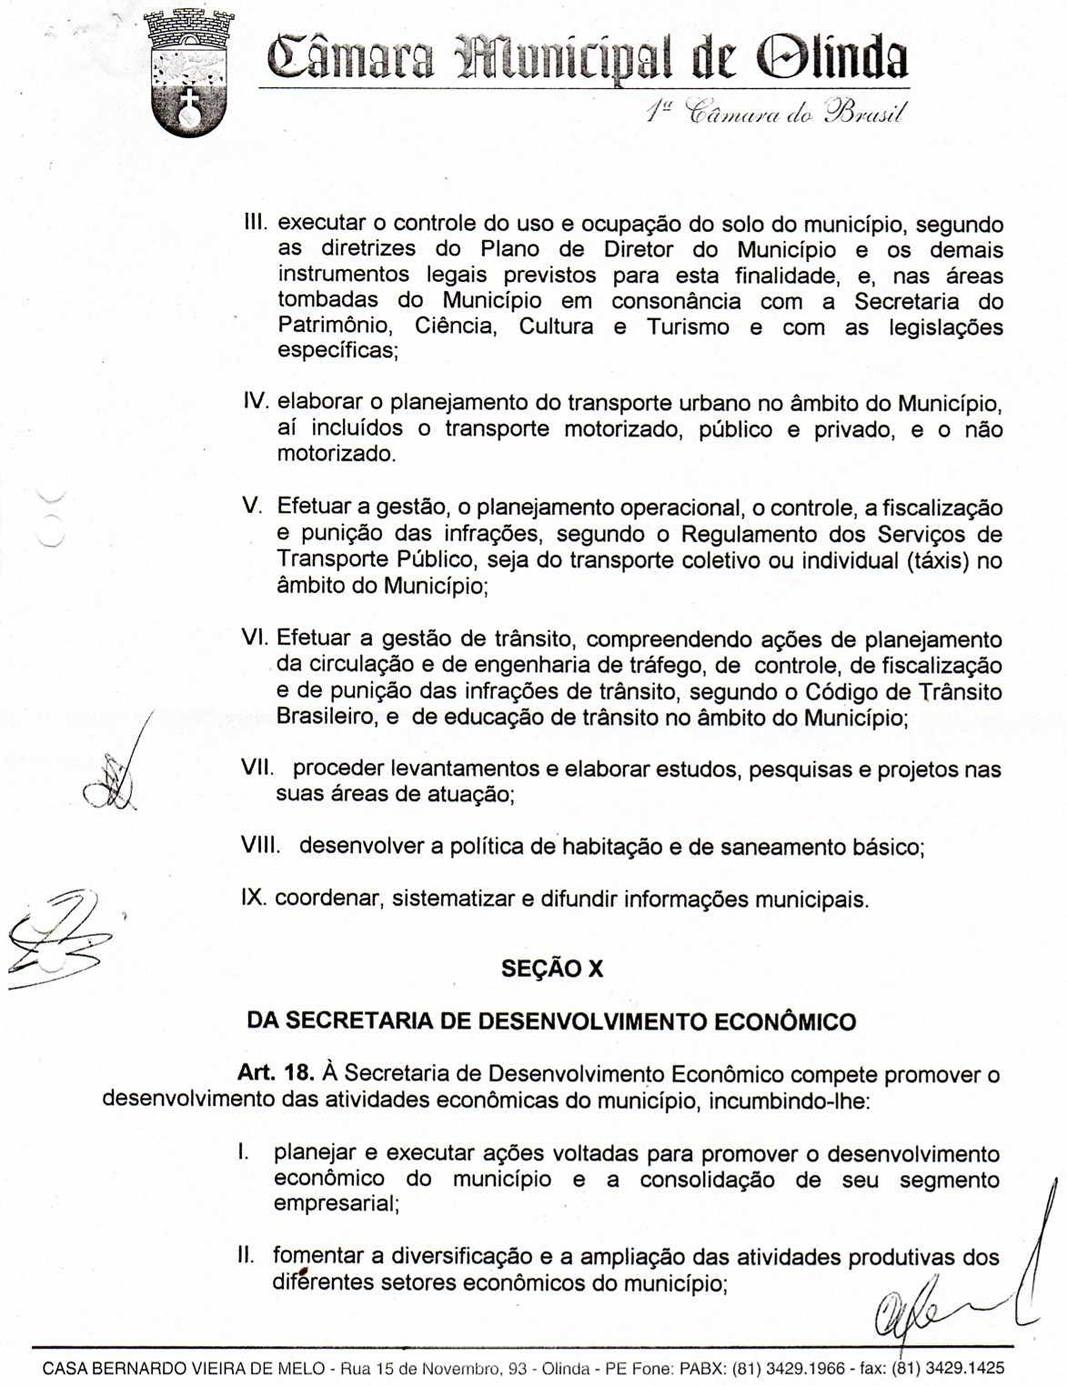 Câmara Municipal de Olinda
1ª Câmara do Brasil
III. executar o controle do uso e ocupação do solo do município, segundo
as diretrizes do Plano de Diretor do Município e os demais
instrumentos legais previstos para esta finalidade, e, nas áreas
tombadas do Município em consonância com a Secretaria do
Patrimônio, Ciência, Cultura e Turismo e com as legislações
específicas;
IV. elaborar o planejamento do transporte urbano no âmbito do Município,
aí incluídos o transporte motorizado, público e privado, e o não
motorizado.
V. Efetuar a gestão, o planejamento operacional, o controle, a fiscalização
e punição das infrações, segundo o Regulamento dos Serviços de
Transporte Público, seja do transporte coletivo ou individual (táxis) no
âmbito do Município;
VI. Efetuar a gestão de trânsito, compreendendo ações de planejamento
da circulação e de engenharia de tráfego, de controle, de fiscalização
e de punição das infrações de trânsito, segundo o Código de Trânsito
Brasileiro, e de educação de trânsito no âmbito do Município;
VII. proceder levantamentos e elaborar estudos, pesquisas e projetos nas
suas áreas de atuação;
VIII. desenvolver a política de habitação e de saneamento básico;
IX. coordenar, sistematizar e difundir informações municipais.
SEÇÃO X
DA SECRETARIA DE DESENVOLVIMENTO ECONÔMICO
Art. 18. À Secretaria de Desenvolvimento Econômico compete promover o
desenvolvimento das atividades econômicas do município, incumbindo-lhe:
I. planejar e executar ações voltadas para promover o desenvolvimento
econômico do município e a consolidação de seu segmento
empresarial;
II. fomentar a diversificação e a ampliação das atividades produtivas dos
diferentes setores econômicos do município;
CASA BERNARDO VIEIRA DE MELO - Rua 15 de Novembro, 93 - Olinda - PE Fone: PABX: (81) 3429.1966 - fax: (81) 3429.1425